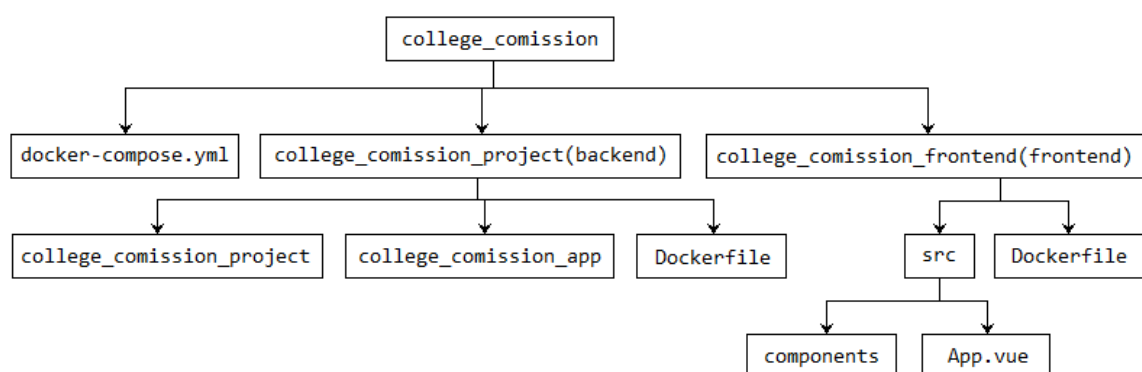 college_comission
docker-compose.yml
college_comission_project(backend)
college_comission_frontend(frontend)
college_comission_project
college_comission_app
Dockerfile
src
Dockerfile
components
App.vue